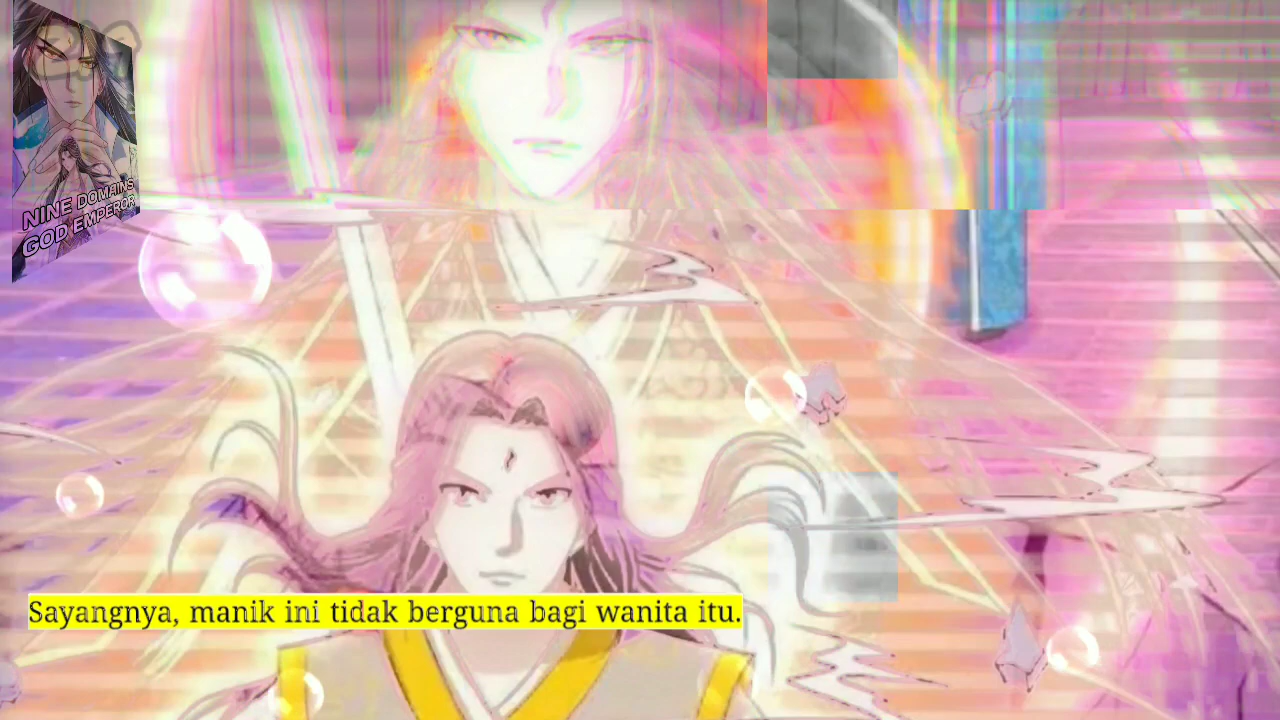 NINE DOMAINS
GOD EMPEROR
Sayangnya, manik ini tidak berguna bagi wanita itu.